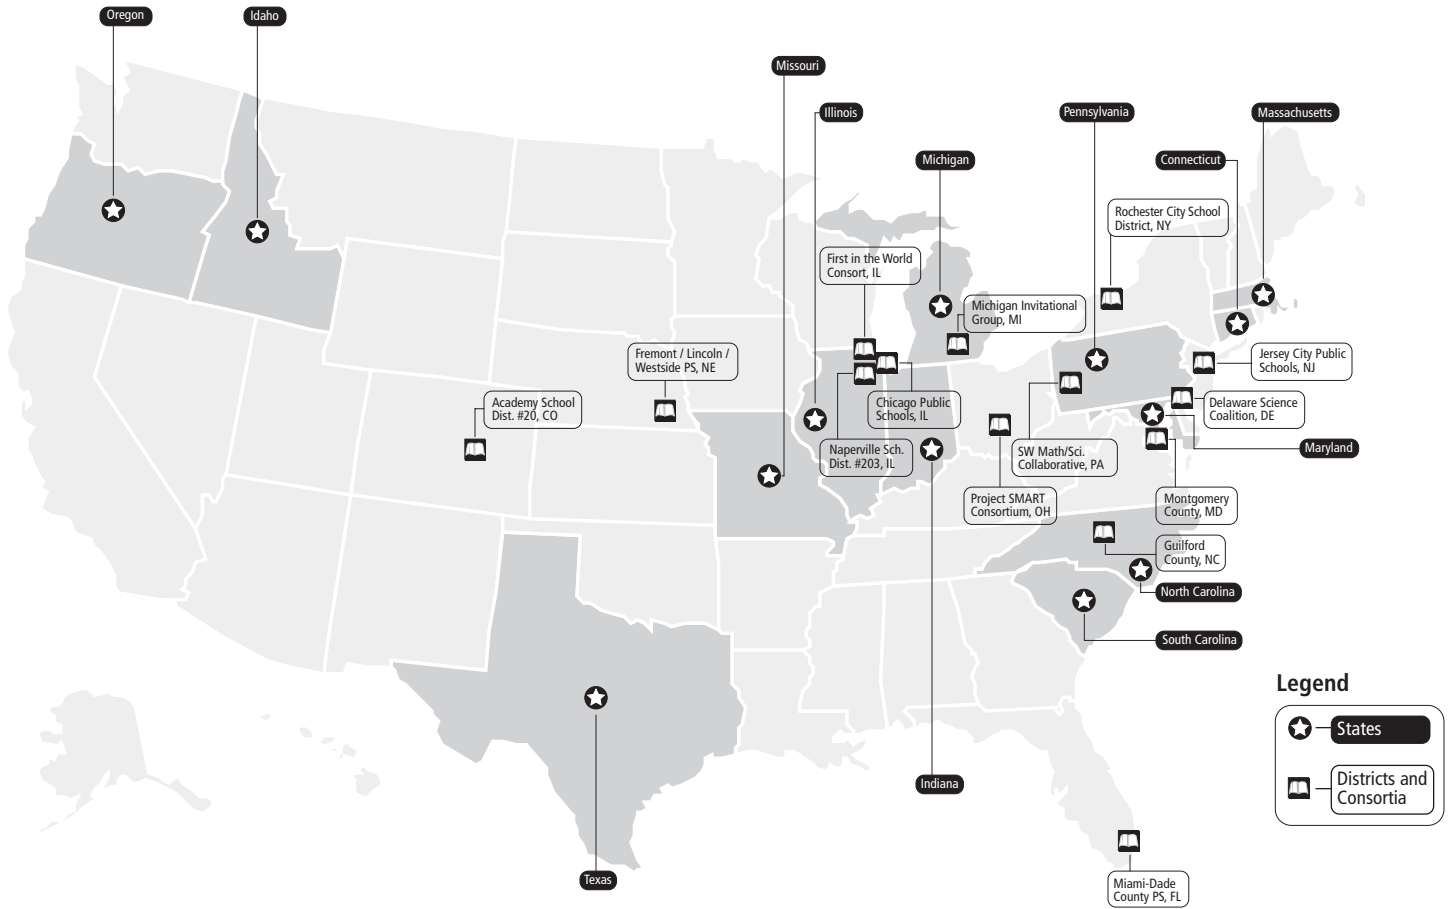 Oregon
Idaho
Missouri
Illinois
Pennsylvania
Massachusetts
Michigan
Connecticut
Rochester City School
District, NY
First in the World
Consort, IL
Michigan Invitational
Group, MI
Fremont / Lincoln /
Westside PS, NE
Jersey City Public
Schools, NJ
Academy School
Dist. #20, CO
Chicago Public
Schools, IL
Delaware Science
Coalition, DE
Naperville Sch.
Dist. #203, IL
SW Math/Sci.
Collaborative, PA
Maryland
Project SMART
Consortium, OH
Montgomery
County, MD
Guilford
County, NC
North Carolina
South Carolina
Legend
States
Districts and
Consortia
Indiana
Texas
Miami-Dade
County PS, FL